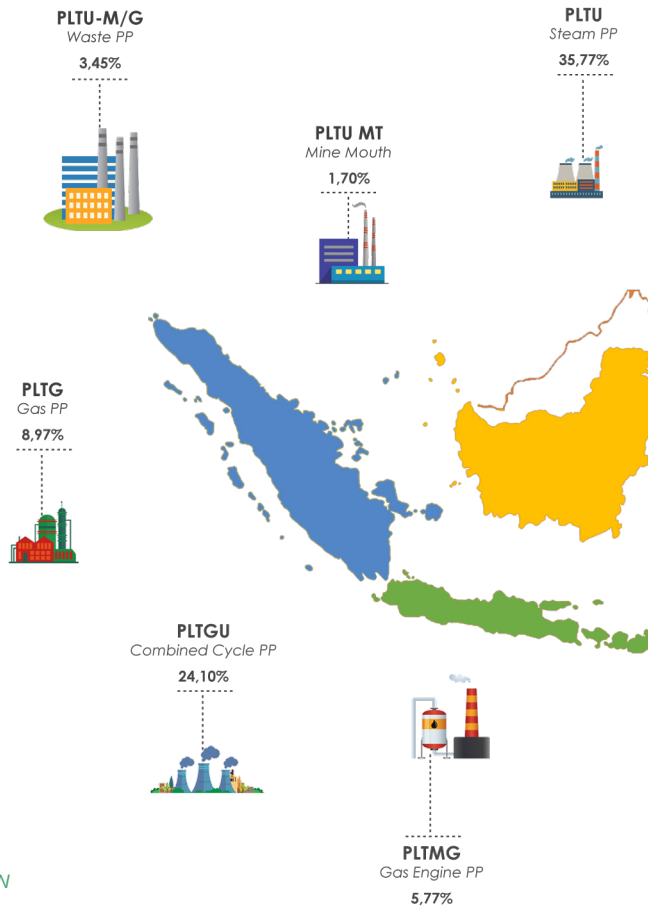 PLTU-M/G
Waste PP
3,45%
PLTU
Steam PP
35,77%
PLTU MT
Mine Mouth
1,70%
PLTG
Gas PP
8,97%
PLTGU
Combined Cycle PP
24,10%
PLTMG
Gas Engine PP
5,77%
N